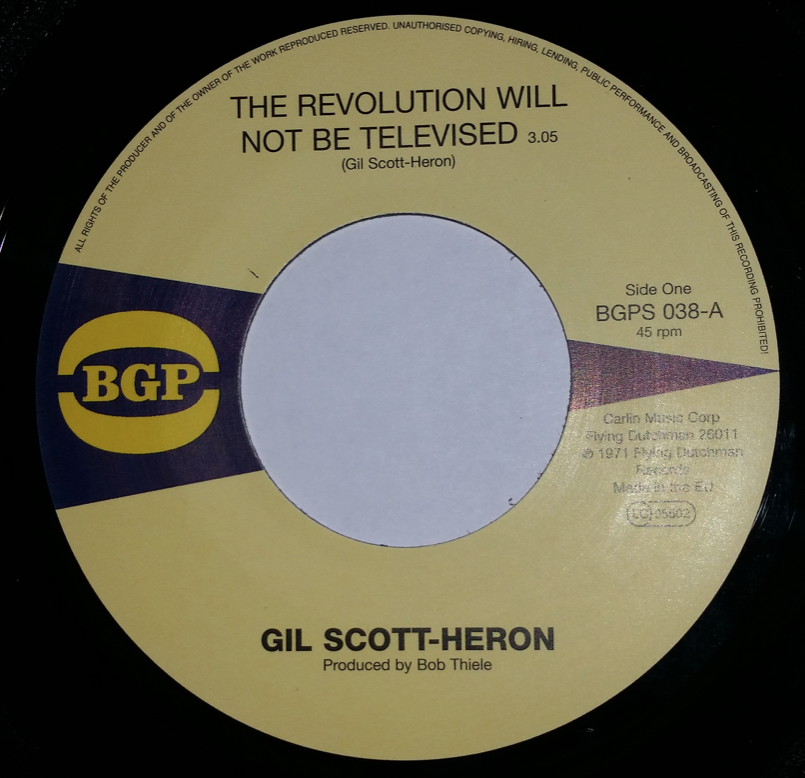 ALL RIGHTS OF THE PRODUCER AND OF THE OWNER OF THE WORK REPRODUCED RESERVED. UNAUTHORISED COPYING, HIRING, LENDING, PUBLIC PERFORMANCE AND BROADCASTING OF THIS RECORDING PROHIBITED!
THE REVOLUTION WILL
NOT BE TELEVISED 3.05
(Gil Scott-Heron)
Side One
BGPS 038-A
45 rpm
BGP
Carlin Music Corp
Flying Dutchman 26011
℗ 1971 Flying Dutchman
Records
Made in the EU
LC 05502
GIL SCOTT-HERON
Produced by Bob Thiele